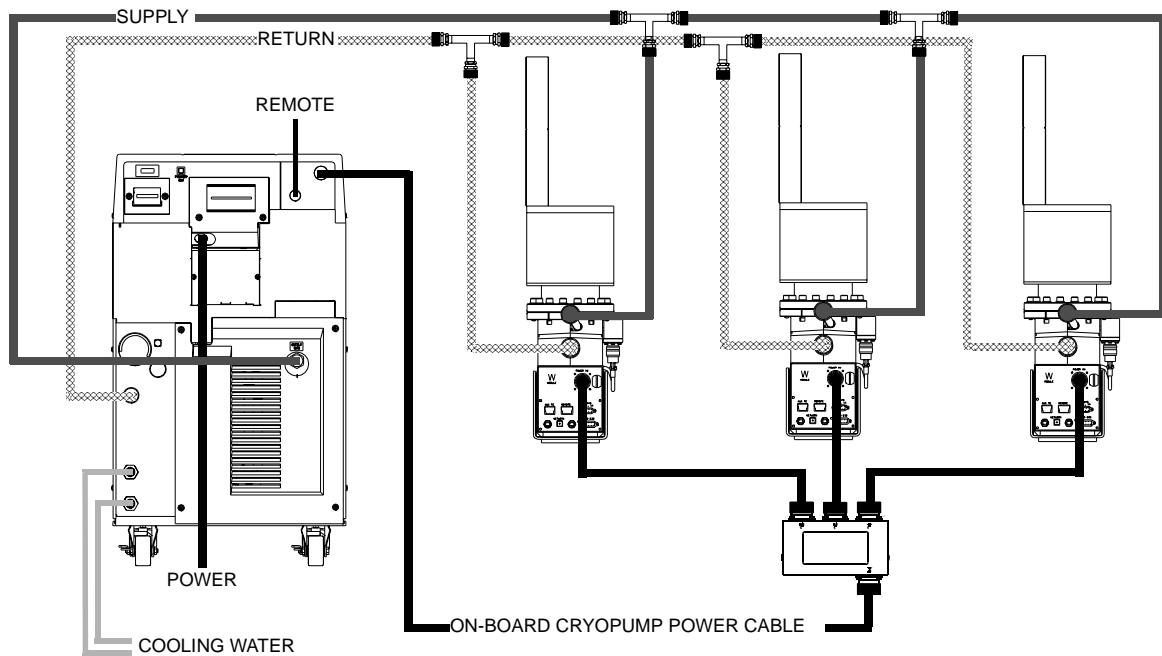 SUPPLY
RETURN
REMOTE
POWER
ON-BOARD CRYOPUMP POWER CABLE
COOLING WATER